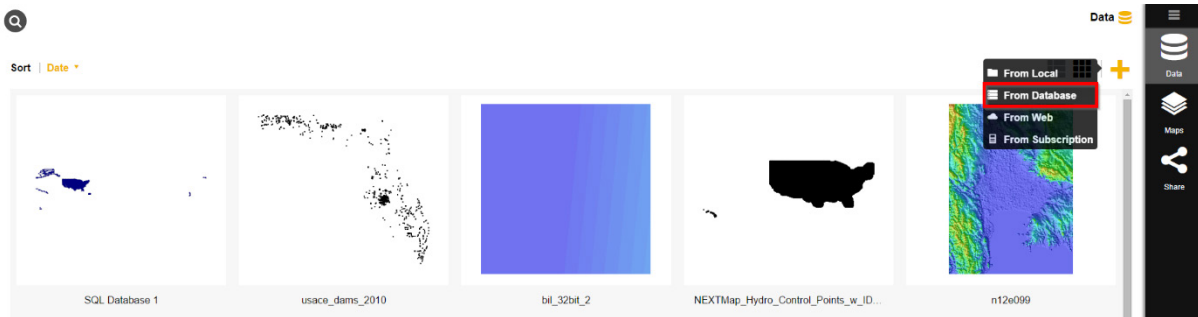 Data
Sort | Date
From Local
From Database
From Web
From Subscription
SQL Database 1
usace_dams_2010
bil_32bit_2
NEXTMap_Hydro_Control_Points_w_ID...
n12e099
Data
Maps
Share